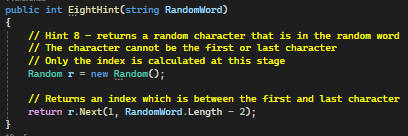 public int EightHint(string RandomWord)
{
// Hint 8 - returns a random character that is in the random word
// The character cannot be the first or last character
// Only the index is calculated at this stage
Random r = new Random();
// Returns an index which is between the first and last character
return r.Next(1, RandomWord.Length - 2);
}